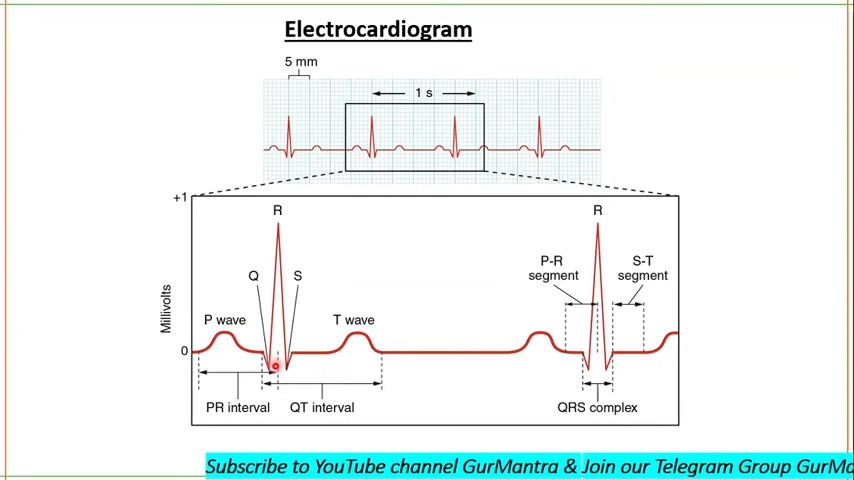 Electrocardiogram
5 mm
1 s
+1
R
R
P-R
segment
S-T
segment
Q
S
Millivolts
P wave
T wave
0
PR interval
QT interval
QRS complex
Subscribe to YouTube channel GurMantra & Join our Telegram Group GurMa